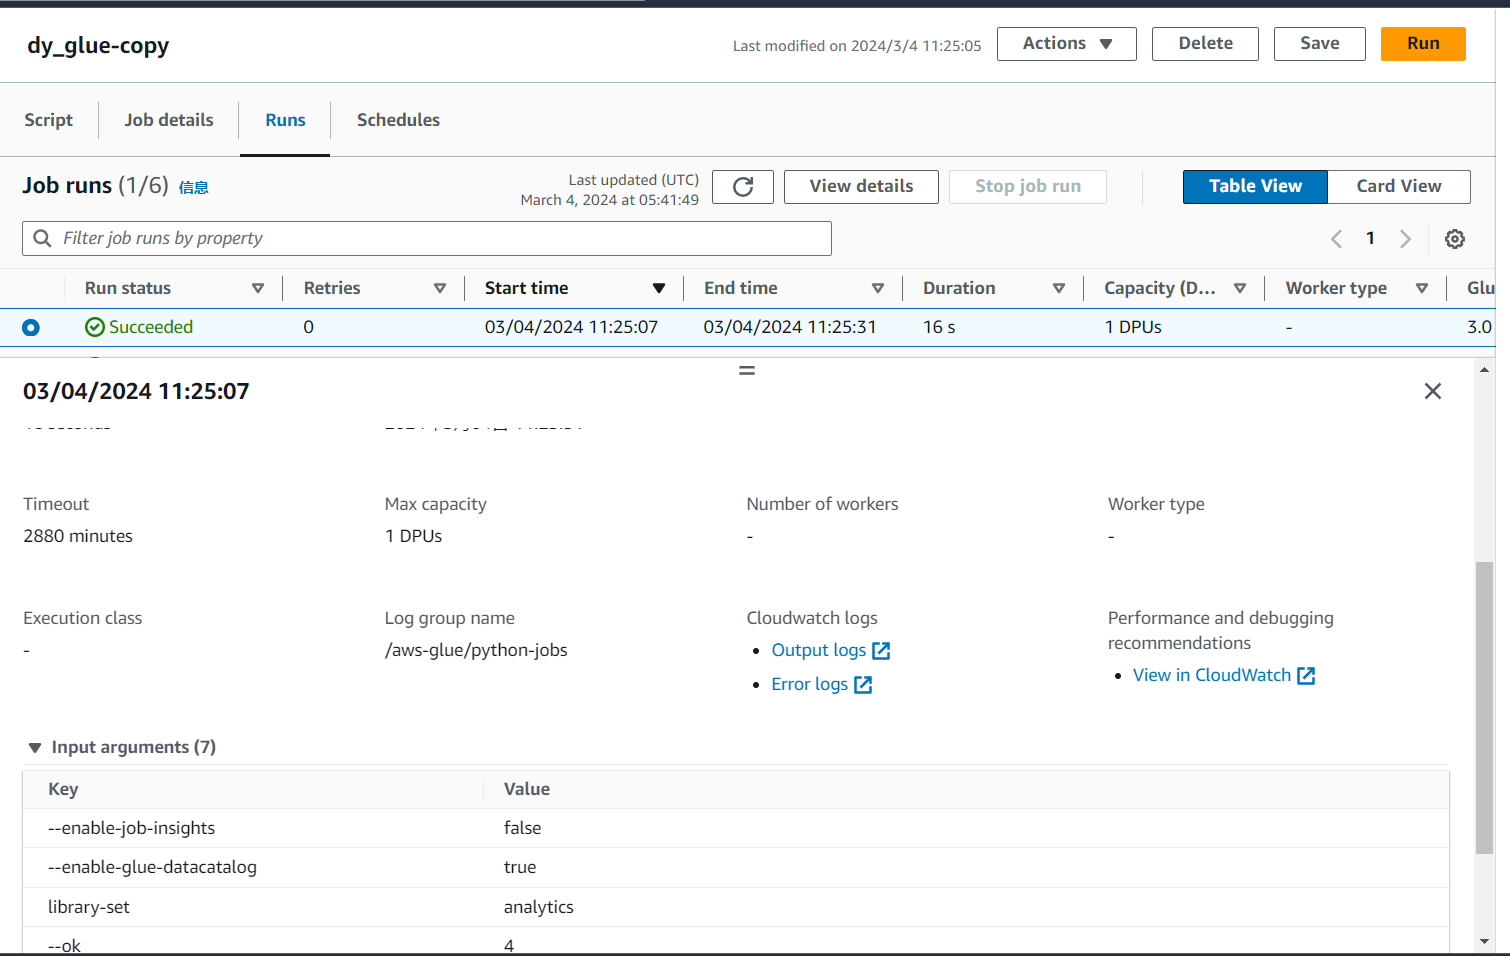 dy_glue-copy
Last modified on 2024/3/4 11:25:05
Actions
Delete
Save
Run
Script
Job details
Runs
Schedules
Job runs (1/6) 信息
Last updated (UTC)
March 4, 2024 at 05:41:49
View details
Stop job run
Table View
Card View
Filter job runs by property
1
Run status
Retries
Start time
End time
Duration
Capacity (D...
Worker type
Glu
Succeeded
0
03/04/2024 11:25:07
03/04/2024 11:25:31
16 s
1 DPUs
-
3.0
03/04/2024 11:25:07
Timeout
Max capacity
Number of workers
Worker type
2880 minutes
1 DPUs
-
-
Execution class
Log group name
Cloudwatch logs
Performance and debugging
recommendations
-
/aws-glue/python-jobs
Output logs
Error logs
View in CloudWatch
Input arguments (7)
Key
Value
--enable-job-insights
false
--enable-glue-datacatalog
true
library-set
analytics
--ok
4